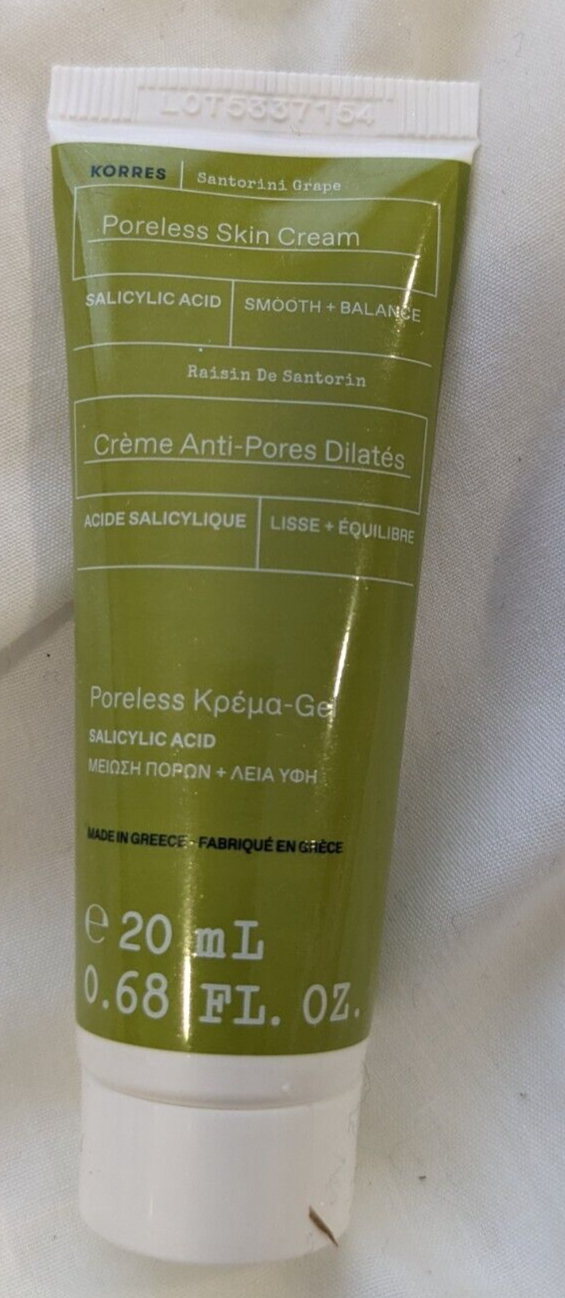 LOT5337154
KORRES | Santorini Grape
Poreless Skin Cream
SALICYLIC ACID | SMOOTH + BALANCE
Raisin De Santorin
Crème Anti-Pores Dilatés
ACIDE SALICYLIQUE | LISSE + ÉQUILIBRE
Poreless Κρέμα-Gel
SALICYLIC ACID
ΜΕΙΩΣΗ ΠΟΡΩΝ + ΛΕΙΑ ΥΦΗ
MADE IN GREECE - FABRIQUÉ EN GRÈCE
℮ 20 mL
0.68 FL. OZ.